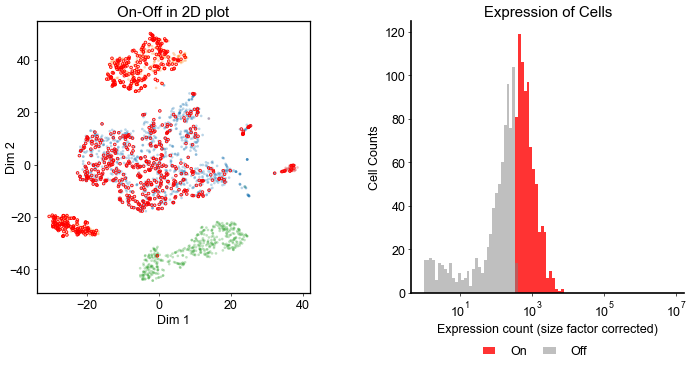 On-Off in 2D plot
Expression of Cells
Dim 2
40
20
0
−20
−40
−20
0
20
40
Dim 1
Cell Counts
120
100
80
60
40
20
0
10^1
10^3
10^5
10^7
Expression count (size factor corrected)
On
Off